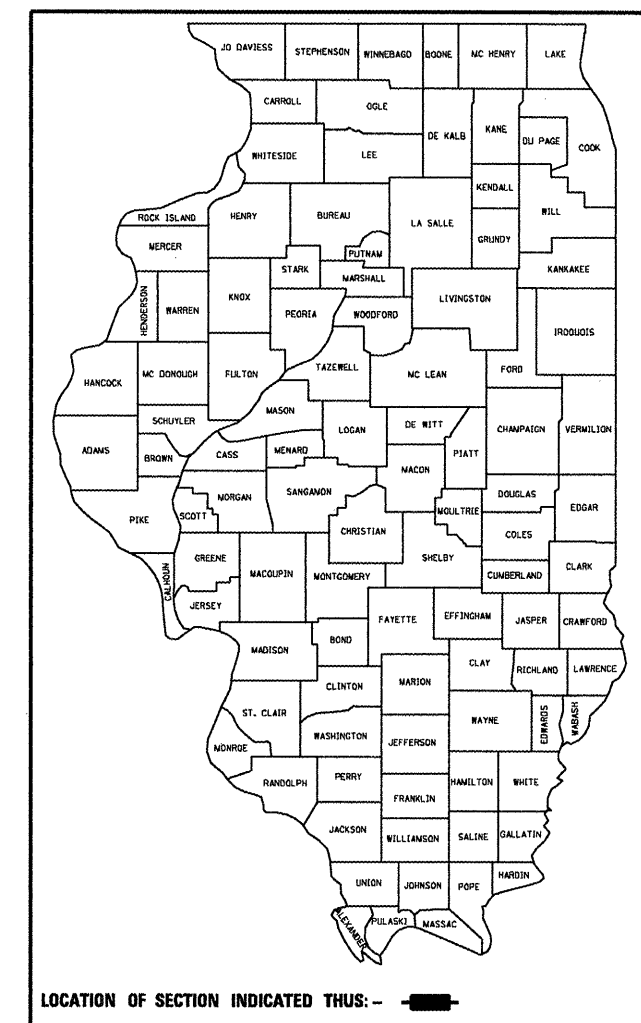 JO DAVIESS
STEPHENSON
WINNEBAGO
BOONE
MC HENRY
LAKE
CARROLL
OGLE
DE KALB
KANE
DU PAGE
COOK
WHITESIDE
LEE
KENDALL
WILL
ROCK ISLAND
HENRY
BUREAU
LA SALLE
GRUNDY
MERCER
PUTNAM
KANKAKEE
STARK
MARSHALL
HENDERSON
WARREN
KNOX
PEORIA
WOODFORD
LIVINGSTON
IROQUOIS
HANCOCK
MC DONOUGH
FULTON
TAZEWELL
MC LEAN
FORD
SCHUYLER
MASON
LOGAN
DE WITT
CHAMPAIGN
VERMILION
ADAMS
BROWN
CASS
MENARD
MACON
PIATT
PIKE
SCOTT
MORGAN
SANGAMON
MOULTRIE
DOUGLAS
EDGAR
CHRISTIAN
COLES
CALHOUN
GREENE
MACOUPIN
MONTGOMERY
SHELBY
CUMBERLAND
CLARK
JERSEY
FAYETTE
EFFINGHAM
JASPER
CRAWFORD
MADISON
BOND
CLAY
RICHLAND
LAWRENCE
CLINTON
MARION
ST. CLAIR
WAYNE
EDWARDS
WABASH
MONROE
WASHINGTON
JEFFERSON
RANDOLPH
PERRY
HAMILTON
WHITE
FRANKLIN
JACKSON
WILLIAMSON
SALINE
GALLATIN
UNION
JOHNSON
POPE
HARDIN
ALEXANDER
PULASKI
MASSAC
LOCATION OF SECTION INDICATED THUS: -